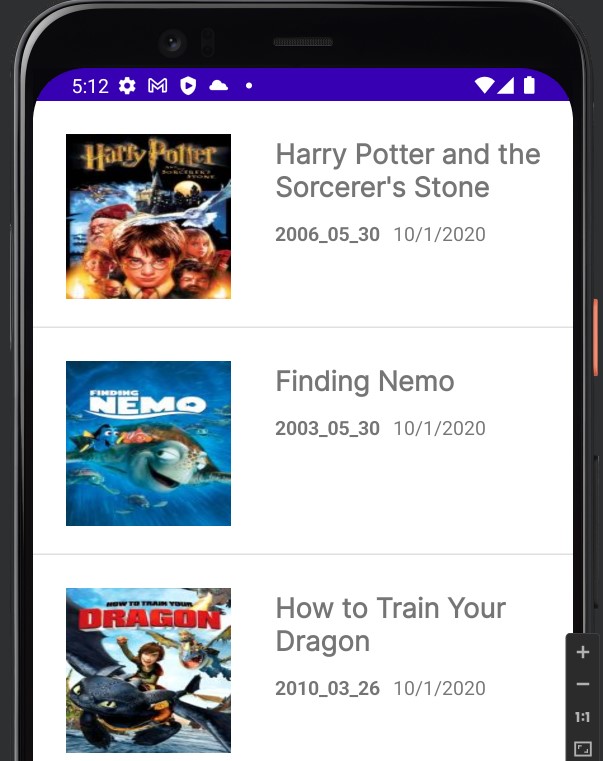 5:12
Harry Potter
AND THE
SORCERER'S STONE
Harry Potter and the
Sorcerer's Stone
2006_05_30 10/1/2020
FINDING
NEMO
Finding Nemo
2003_05_30 10/1/2020
HOW TO TRAIN YOUR
DRAGON
How to Train Your
Dragon
2010_03_26 10/1/2020
1:1